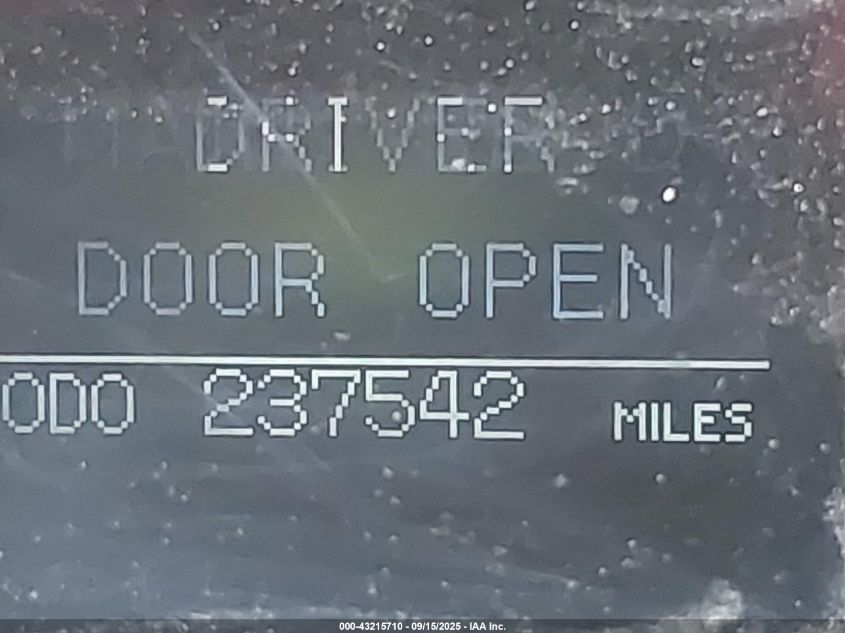 DRIVER
DOOR OPEN
ODO 237542 MILES
000-43215710 - 09/15/2025 - IAA Inc.